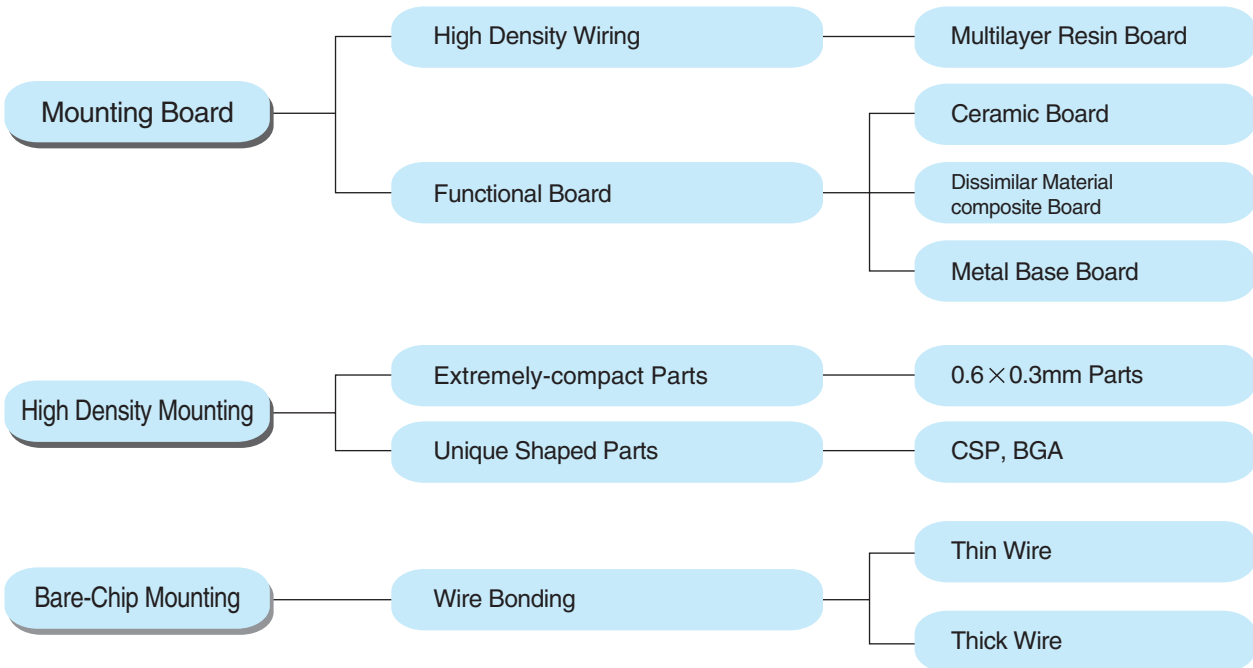 Mounting Board
High Density Wiring
Multilayer Resin Board
Functional Board
Ceramic Board
Dissimilar Material
composite Board
Metal Base Board
High Density Mounting
Extremely-compact Parts
0.6×0.3mm Parts
Unique Shaped Parts
CSP, BGA
Bare-Chip Mounting
Wire Bonding
Thin Wire
Thick Wire